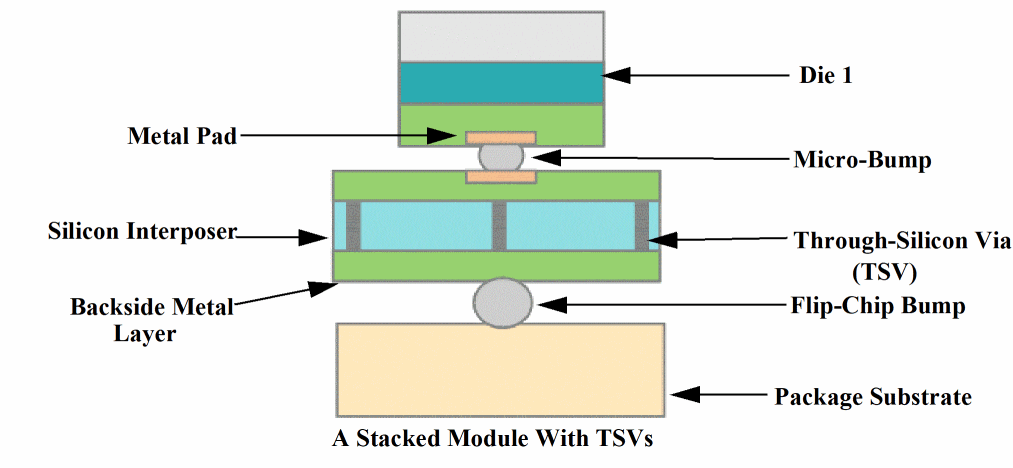 Die 1
Metal Pad
Micro-Bump
Silicon Interposer
Through-Silicon Via
(TSV)
Backside Metal
Layer
Flip-Chip Bump
Package Substrate
A Stacked Module With TSVs